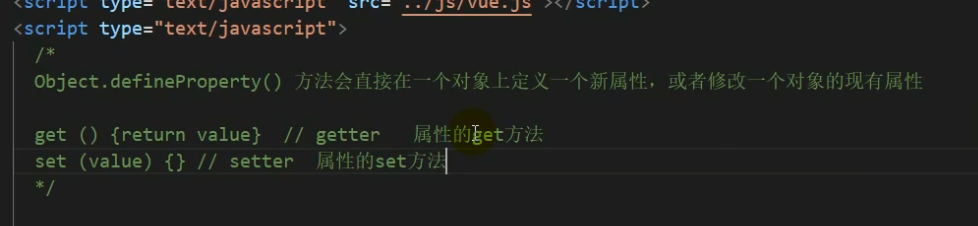 <script type="text/javascript" src="../js/vue.js"></script>
<script type="text/javascript">
/*
Object.defineProperty() 方法会直接在一个对象上定义一个新属性，或者修改一个对象的现有属性
get () {return value}  // getter   属性的get方法
set (value) {} // setter  属性的set方法
*/